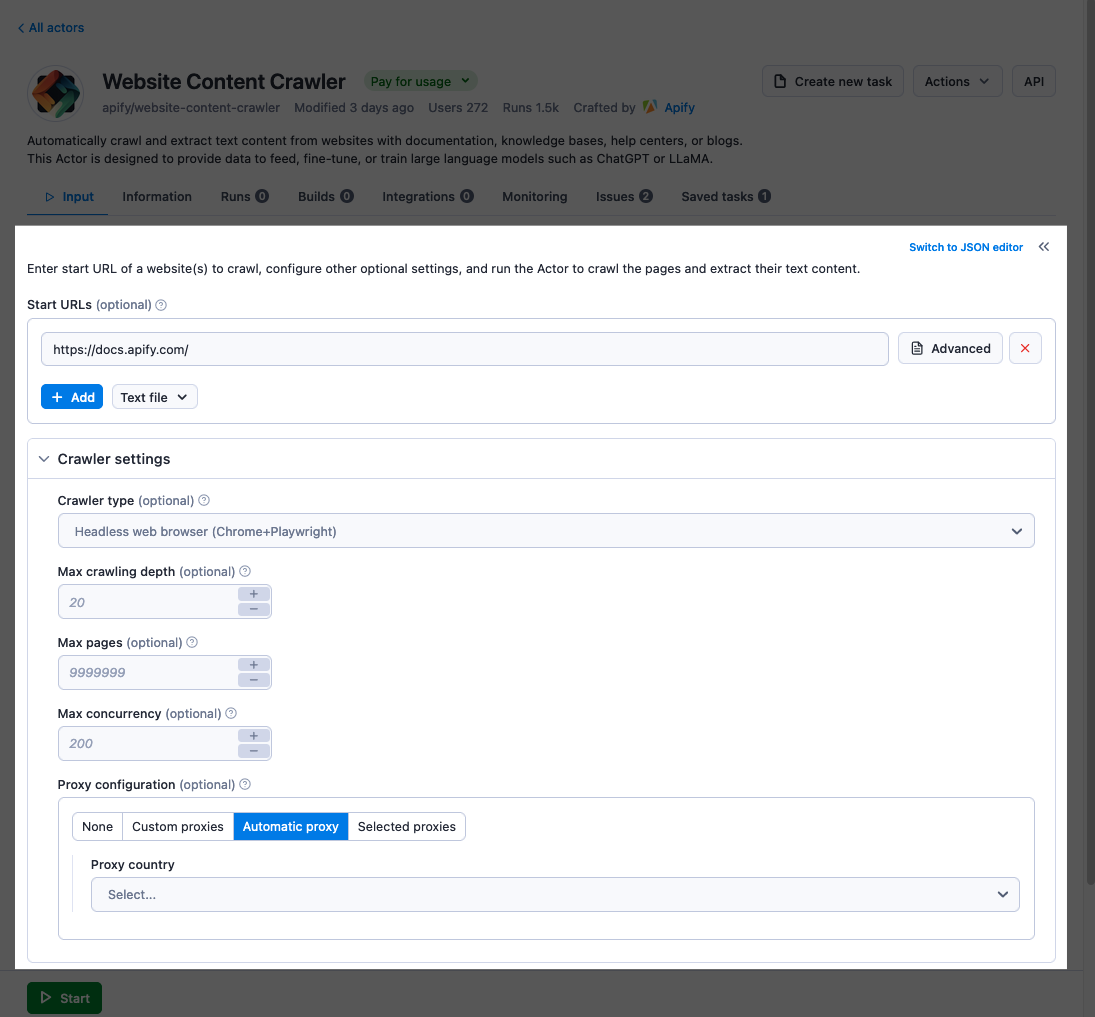 All actors
Website Content Crawler Pay for usage Create new task Actions API
apify/website-content-crawler Modified 3 days ago Users 272 Runs 1.5k Crafted by Apify
Automatically crawl and extract text content from websites with documentation, knowledge bases, help centers, or blogs.
This Actor is designed to provide data to feed, fine-tune, or train large language models such as ChatGPT or LLaMA.
Input Information Runs 0 Builds 0 Integrations 0 Monitoring Issues 2 Saved tasks 1
Switch to JSON editor
Enter start URL of a website(s) to crawl, configure other optional settings, and run the Actor to crawl the pages and extract their text content.
Start URLs (optional)
https://docs.apify.com/ Advanced
+ Add Text file
Crawler settings
Crawler type (optional)
Headless web browser (Chrome+Playwright)
Max crawling depth (optional)
20
Max pages (optional)
9999999
Max concurrency (optional)
200
Proxy configuration (optional)
None Custom proxies Automatic proxy Selected proxies
Proxy country
Select...
Start